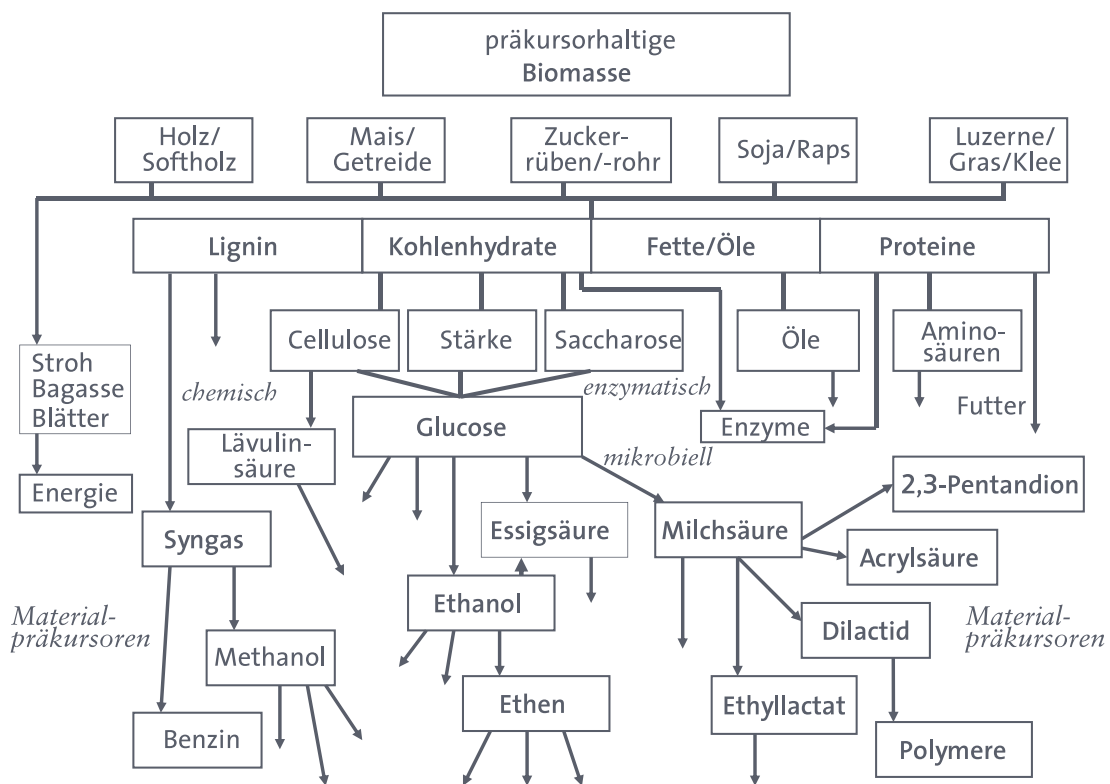 präkursorhaltige
Biomasse
Holz/
Softholz
Mais/
Getreide
Zucker-
rüben/-rohr
Soja/Raps
Luzerne/
Gras/Klee
Lignin
Kohlenhydrate
Fette/Öle
Proteine
Stroh
Bagasse
Blätter
Cellulose
Stärke
Saccharose
Öle
Amino-
säuren
chemisch
enzymatisch
Futter
Glucose
Enzyme
Lävulin-
säure
mikrobiell
Energie
2,3-Pentandion
Syngas
Essigsäure
Milchsäure
Acrylsäure
Material-
präkursoren
Ethanol
Dilactid
Material-
präkursoren
Methanol
Ethen
Ethyllactat
Benzin
Polymere